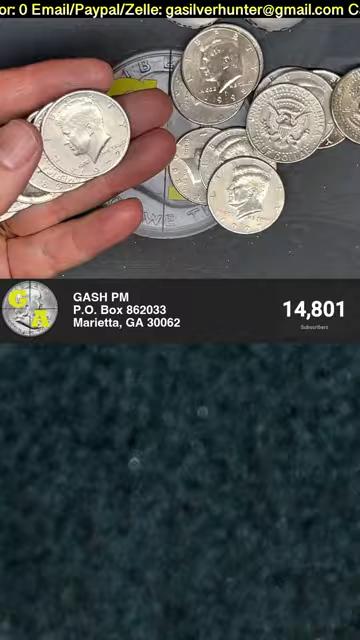 or: 0 Email/Paypal/Zelle: gasilverhunter@gmail.com C
GASH PM
P.O. Box 862033
Marietta, GA 30062
14,801
Subscribers
G
A